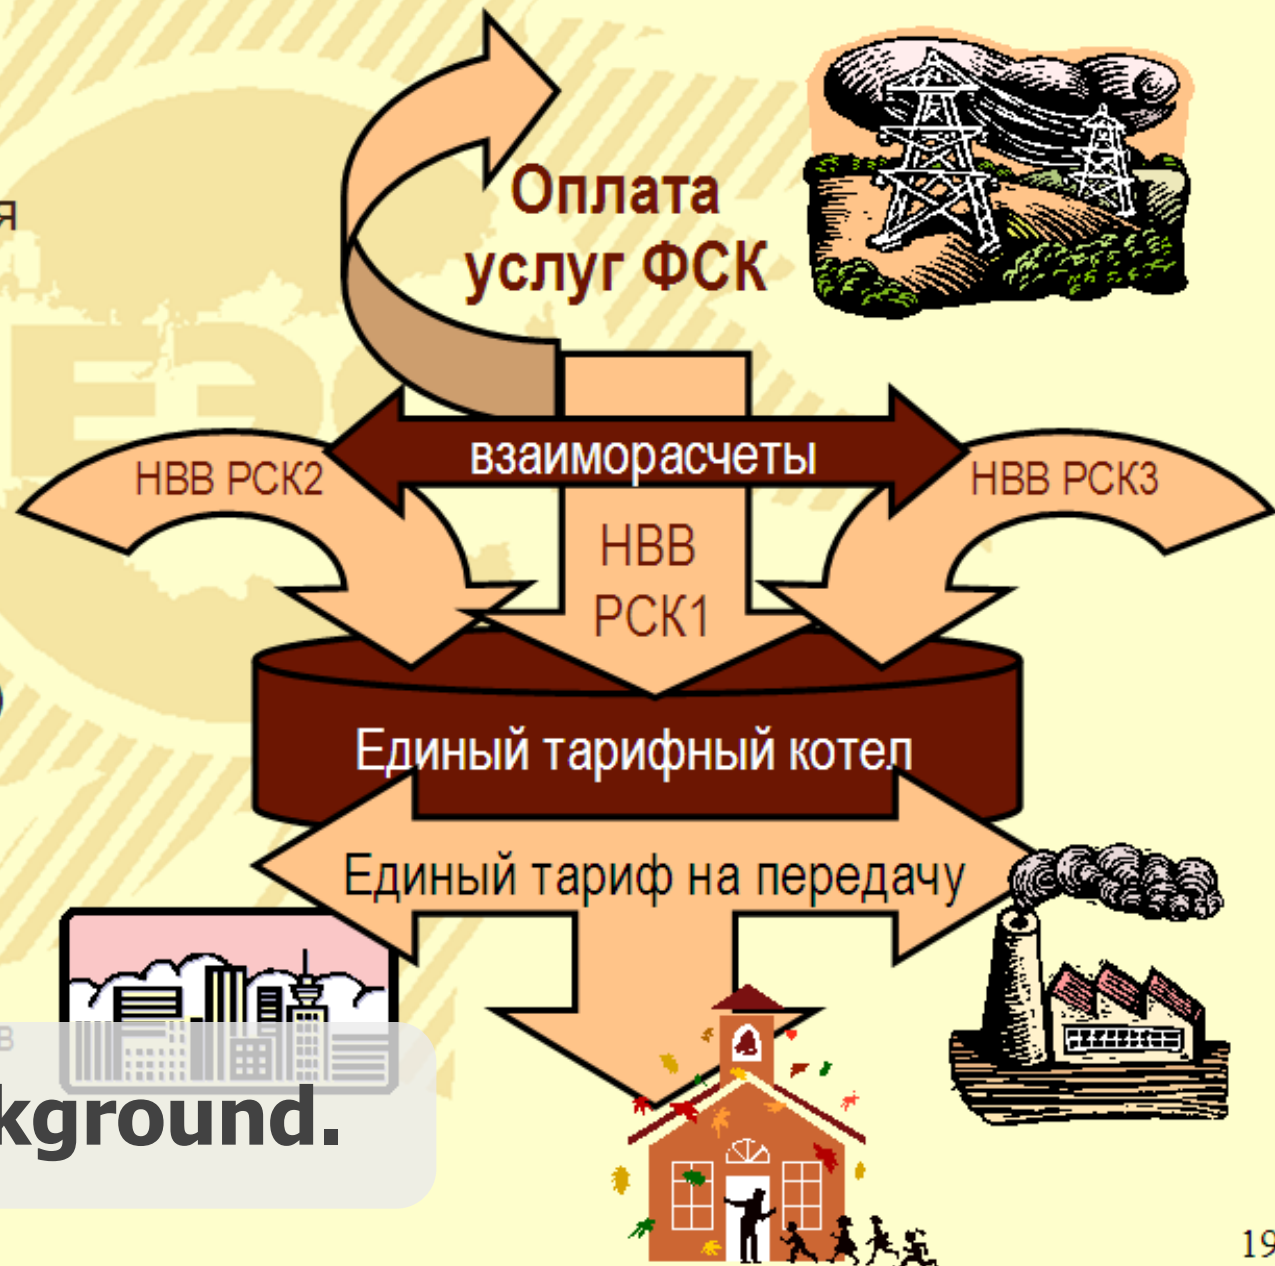 я
Оплата
услуг ФСК
ЕЭС
взаиморасчеты
НВВ РСК2
НВВ РСК3
НВВ
РСК1
)
Единый тарифный котел
Единый тариф на передачу
в
kground.
19